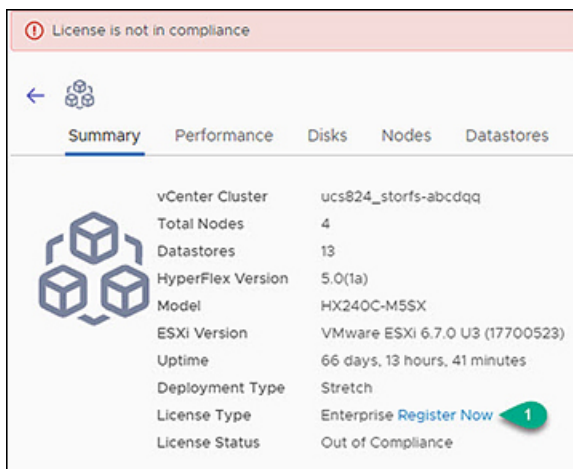 License is not in compliance
Summary Performance Disks Nodes Datastores
vCenter Cluster ucs824_storfs-abcdqq
Total Nodes 4
Datastores 13
HyperFlex Version 5.0(1a)
Model HX240C-M5SX
ESXi Version VMware ESXi 6.7.0 U3 (17700523)
Uptime 66 days, 13 hours, 41 minutes
Deployment Type Stretch
License Type Enterprise Register Now 1
License Status Out of Compliance